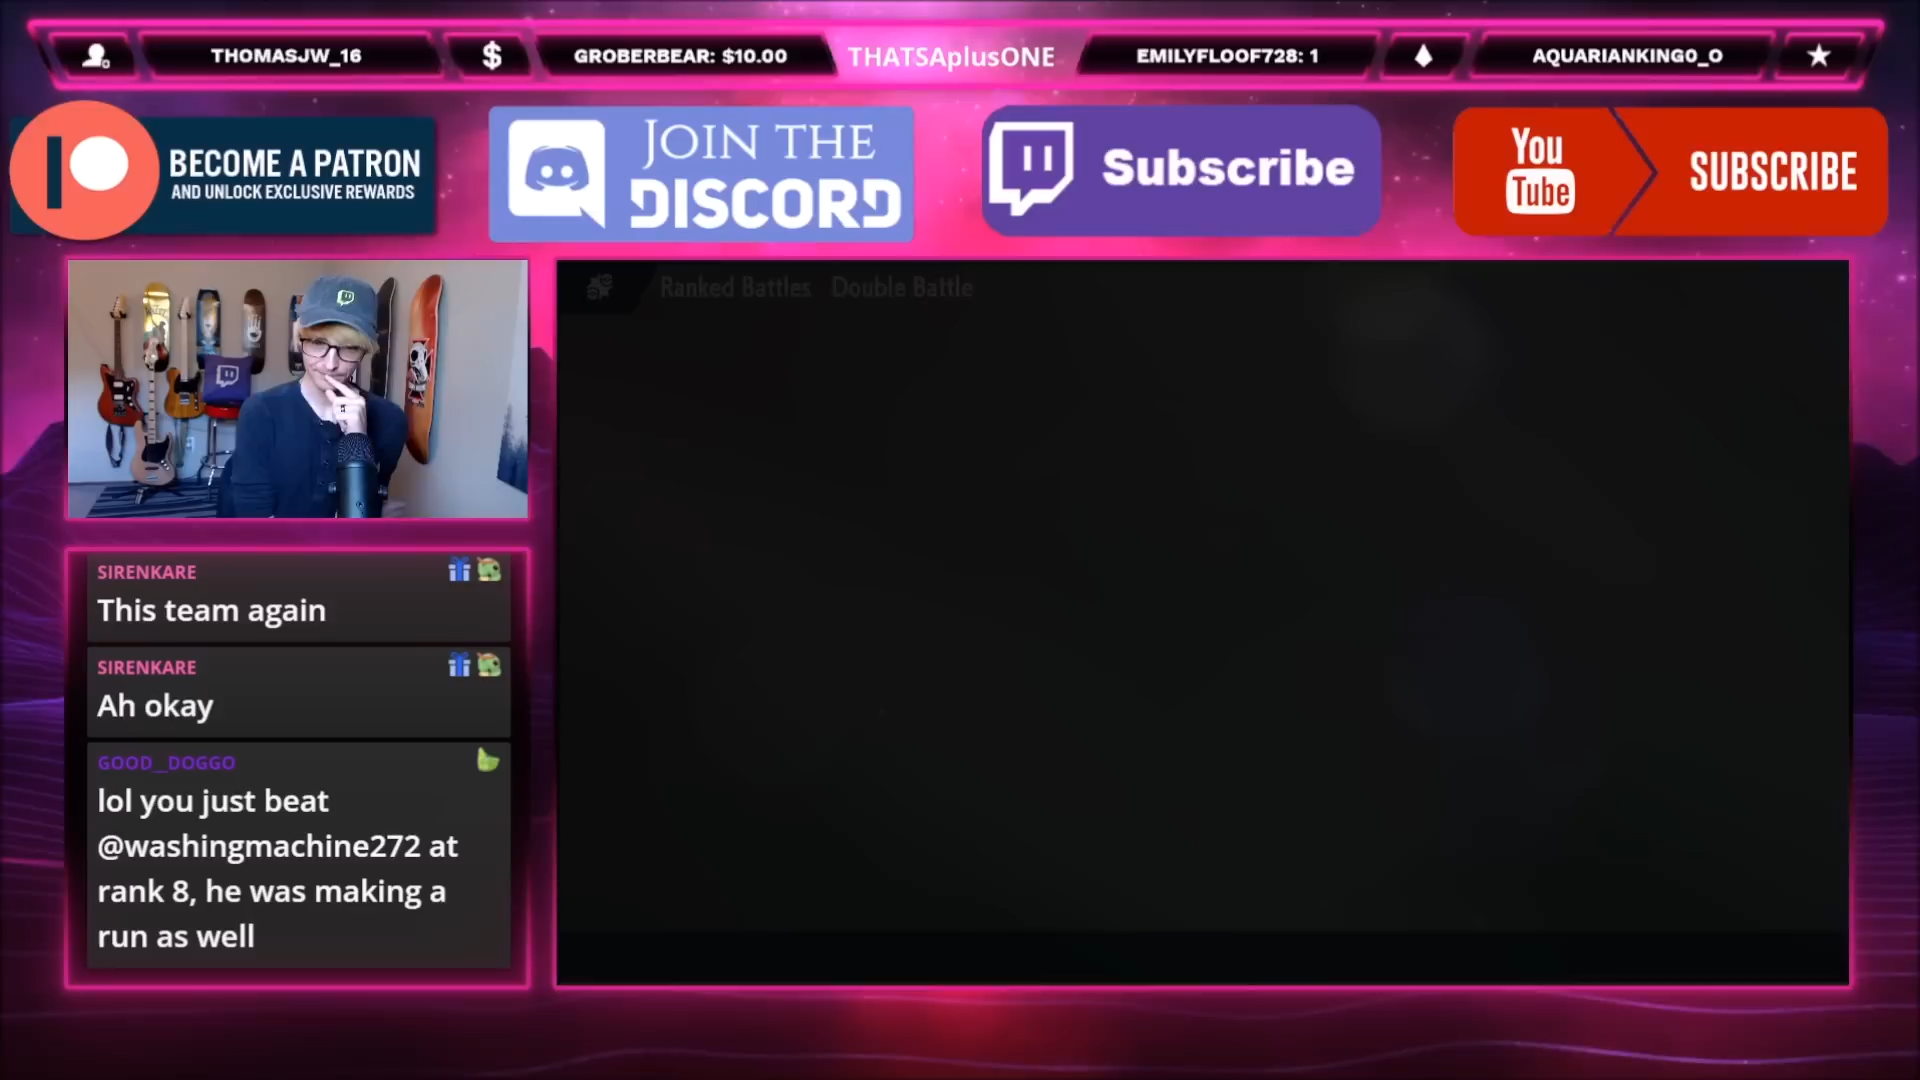 THOMASJW_16
$
GROBERBEAR: $10.00
THATSAplusONE
EMILYFLOOF728: 1
AQUARIANKING0_O
BECOME A PATRON
AND UNLOCK EXCLUSIVE REWARDS
JOIN THE
DISCORD
Subscribe
You
Tube
SUBSCRIBE
Ranked Battles Double Battle
SIRENKARE
This team again
SIRENKARE
Ah okay
GOOD__DOGGO
lol you just beat
@washingmachine272 at
rank 8, he was making a
run as well